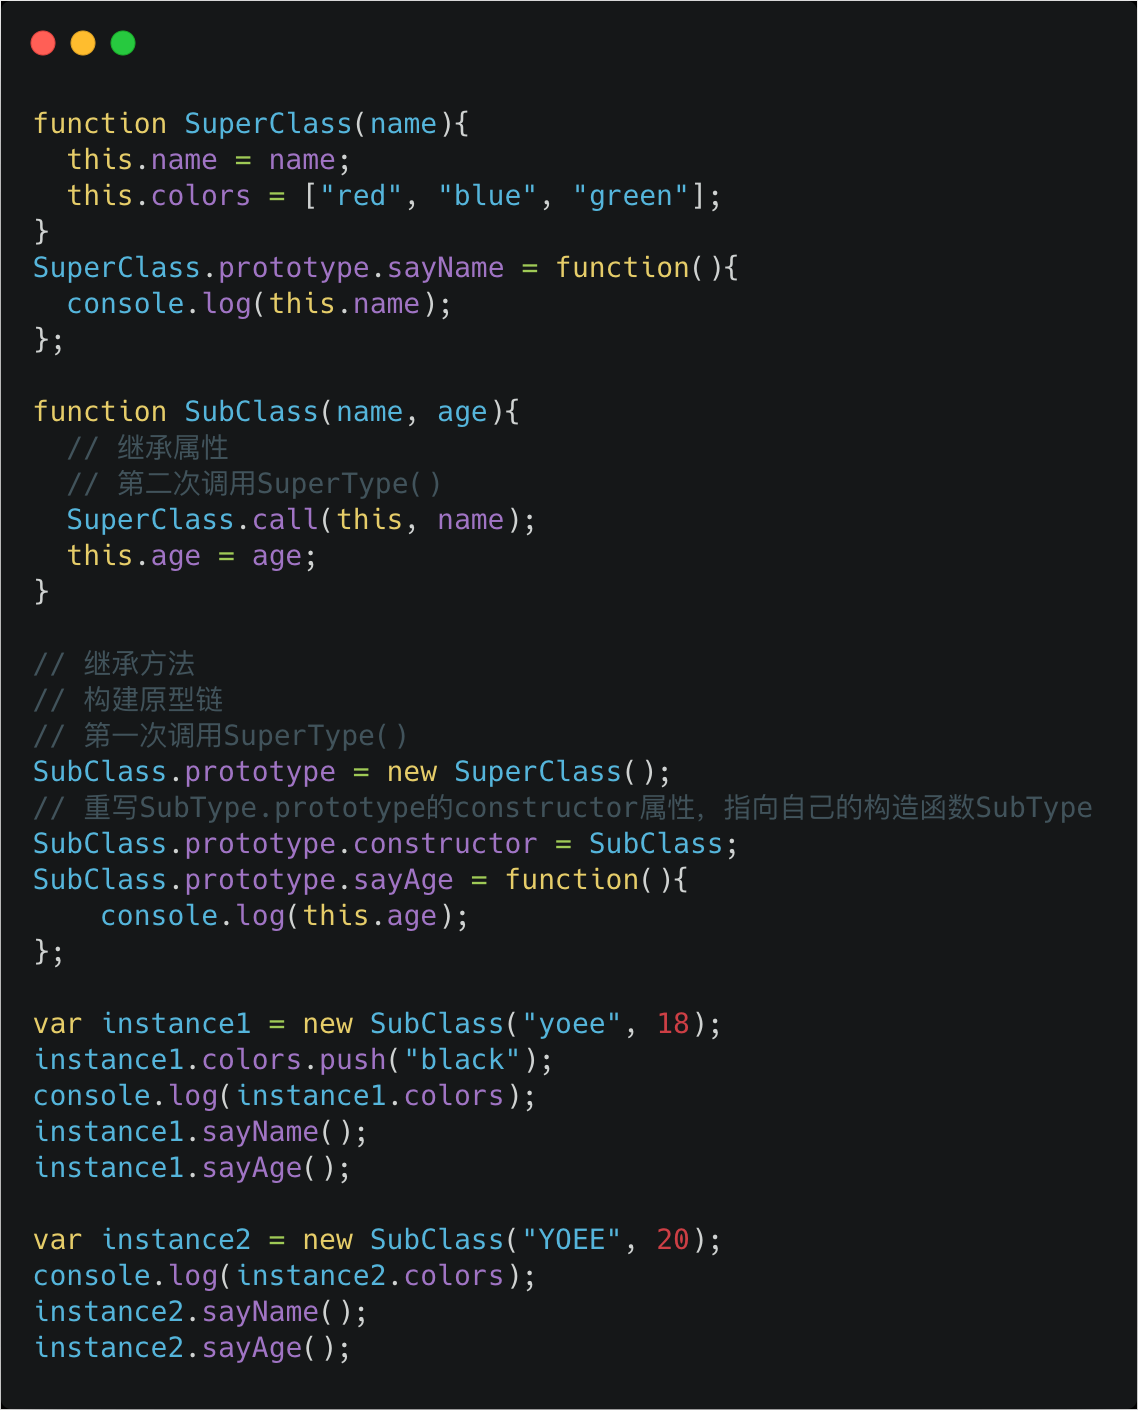 function SuperClass(name){
  this.name = name;
  this.colors = ["red", "blue", "green"];
}
SuperClass.prototype.sayName = function(){
  console.log(this.name);
};

function SubClass(name, age){
  // 继承属性
  // 第二次调用SuperType()
  SuperClass.call(this, name);
  this.age = age;
}

// 继承方法
// 构建原型链
// 第一次调用SuperType()
SubClass.prototype = new SuperClass();
// 重写SubType.prototype的constructor属性，指向自己的构造函数SubType
SubClass.prototype.constructor = SubClass;
SubClass.prototype.sayAge = function(){
    console.log(this.age);
};

var instance1 = new SubClass("yoee", 18);
instance1.colors.push("black");
console.log(instance1.colors);
instance1.sayName();
instance1.sayAge();

var instance2 = new SubClass("YOEE", 20);
console.log(instance2.colors);
instance2.sayName();
instance2.sayAge();